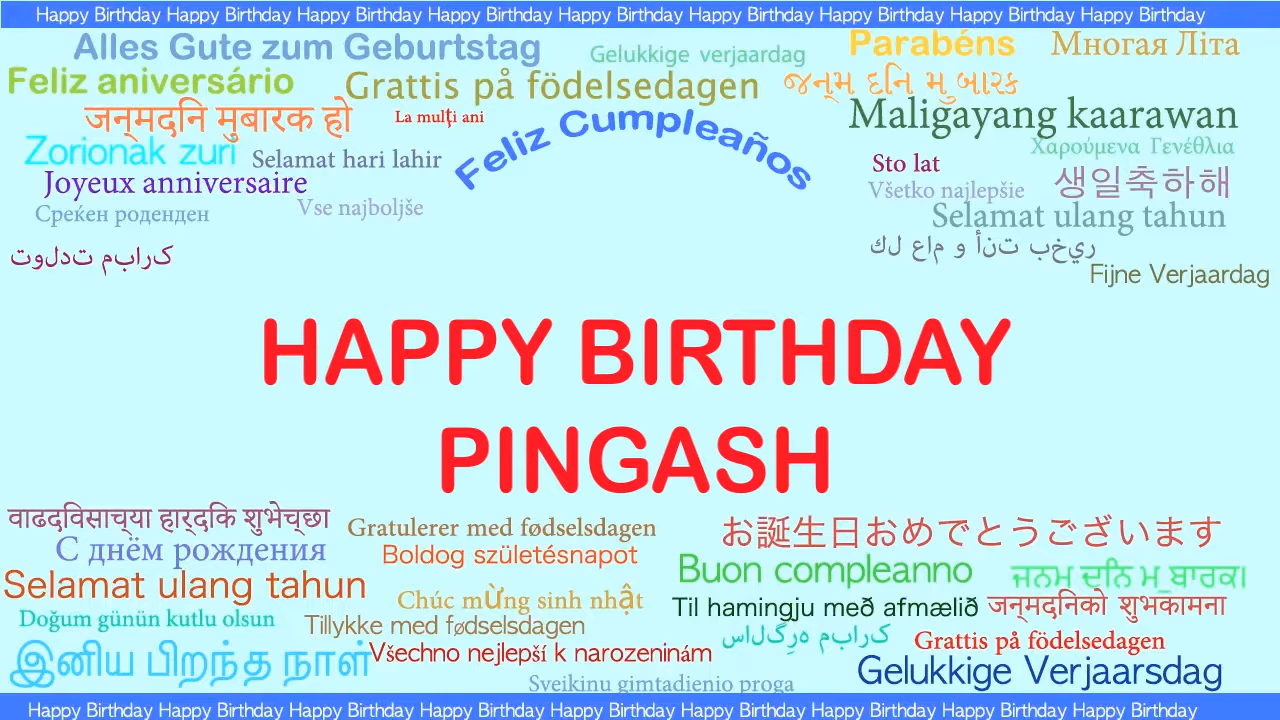 Happy Birthday Happy Birthday Happy Birthday Happy Birthday Happy Birthday Happy Birthday Happy Birthday Happy Birthday Happy Birthday
Alles Gute zum Geburtstag
Gelukkige verjaardag
Parabéns
Многая Літа
Feliz aniversário
Grattis på födelsedagen
જન્મ દિન મુબારક
जन्मदिन मुबारक हो
La mulţi ani
Feliz Cumpleaños
Maligayang kaarawan
Zorionak zuri
Selamat hari lahir
Sto lat
Χαρούμενα Γενέθλια
Joyeux anniversaire
Všetko najlepšie
생일축하해
Среќен роденден
Vse najboljše
Selamat ulang tahun
تولدت مبارک
كل عام و أنت بخير
Fijne Verjaardag
HAPPY BIRTHDAY
PINGASH
वाढदिवसाच्या हार्दिक शुभेच्छा
Gratulerer med fødselsdagen
お誕生日おめでとうございます
С днём рождения
Boldog születésnapot
Buon compleanno
ਜਨਮ ਦਿਨ ਮੁਬਾਰਕ।
Selamat ulang tahun
Chúc mừng sinh nhật
Til hamingju með afmælið
जन्मदिनको शुभकामना
Doğum günün kutlu olsun
Tillykke med fødselsdagen
سالگرہ مبارک
Grattis på födelsedagen
இனிய பிறந்த நாள்
Všechno nejlepší k narozeninám
Gelukkige Verjaarsdag
Sveikinu gimtadienio proga
Happy Birthday Happy Birthday Happy Birthday Happy Birthday Happy Birthday Happy Birthday Happy Birthday Happy Birthday Happy Birthday